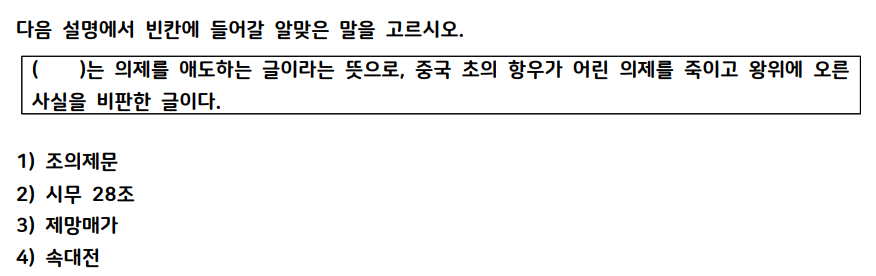 다음 설명에서 빈칸에 들어갈 알맞은 말을 고르시오.
(    )는 의제를 애도하는 글이라는 뜻으로, 중국 초의 항우가 어린 의제를 죽이고 왕위에 오른
사실을 비판한 글이다.
1) 조의제문
2) 시무 28조
3) 제망매가
4) 속대전